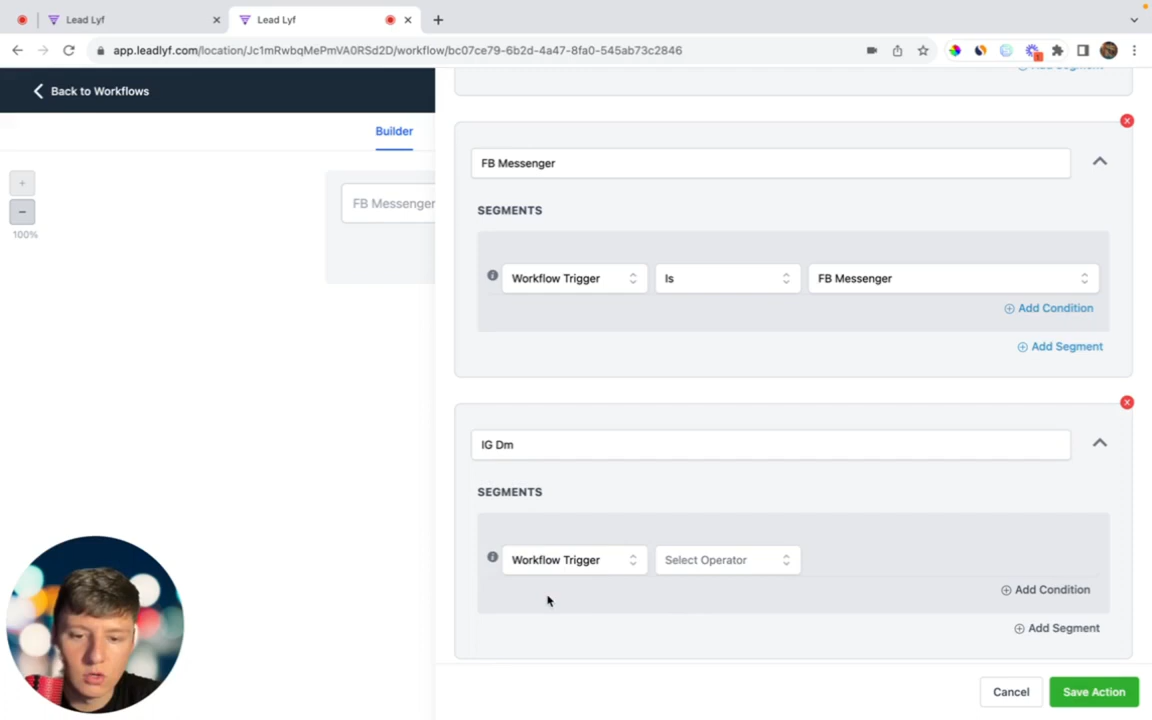 Lead Lyf
Lead Lyf
app.leadlyf.com/location/Jc1mRwbqMePmVA0RSd2D/workflow/bc07ce79-6b2d-4a47-8fa0-545ab73c2846
Back to Workflows
Builder
100%
FB Messenger
Add Segment
FB Messenger
SEGMENTS
Workflow Trigger
Is
FB Messenger
Add Condition
Add Segment
IG Dm
SEGMENTS
Workflow Trigger
Select Operator
Add Condition
Add Segment
Cancel
Save Action